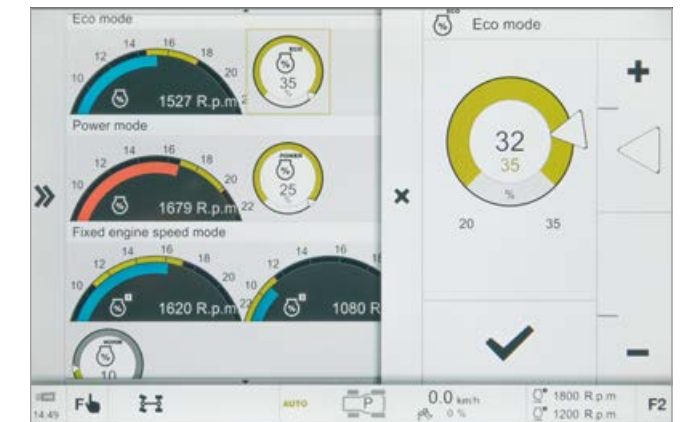 Eco mode
10 12 14 16 18 20
%
1527 R.p.m.
ECO
%
35
%
Power mode
10 12 14 16 18 20 22
%
1679 R.p.m.
POWER
%
25
%
Fixed engine speed mode
10 12 14 16 18 20 22
%
1620 R.p.m.
10 12 14 16
%
1080 R
%
10
ECO
%
Eco mode
32
35
%
20 35
14:49
F
AUTO
P
0.0 km/h
0 %
1800 R.p.m.
1200 R.p.m.
F2